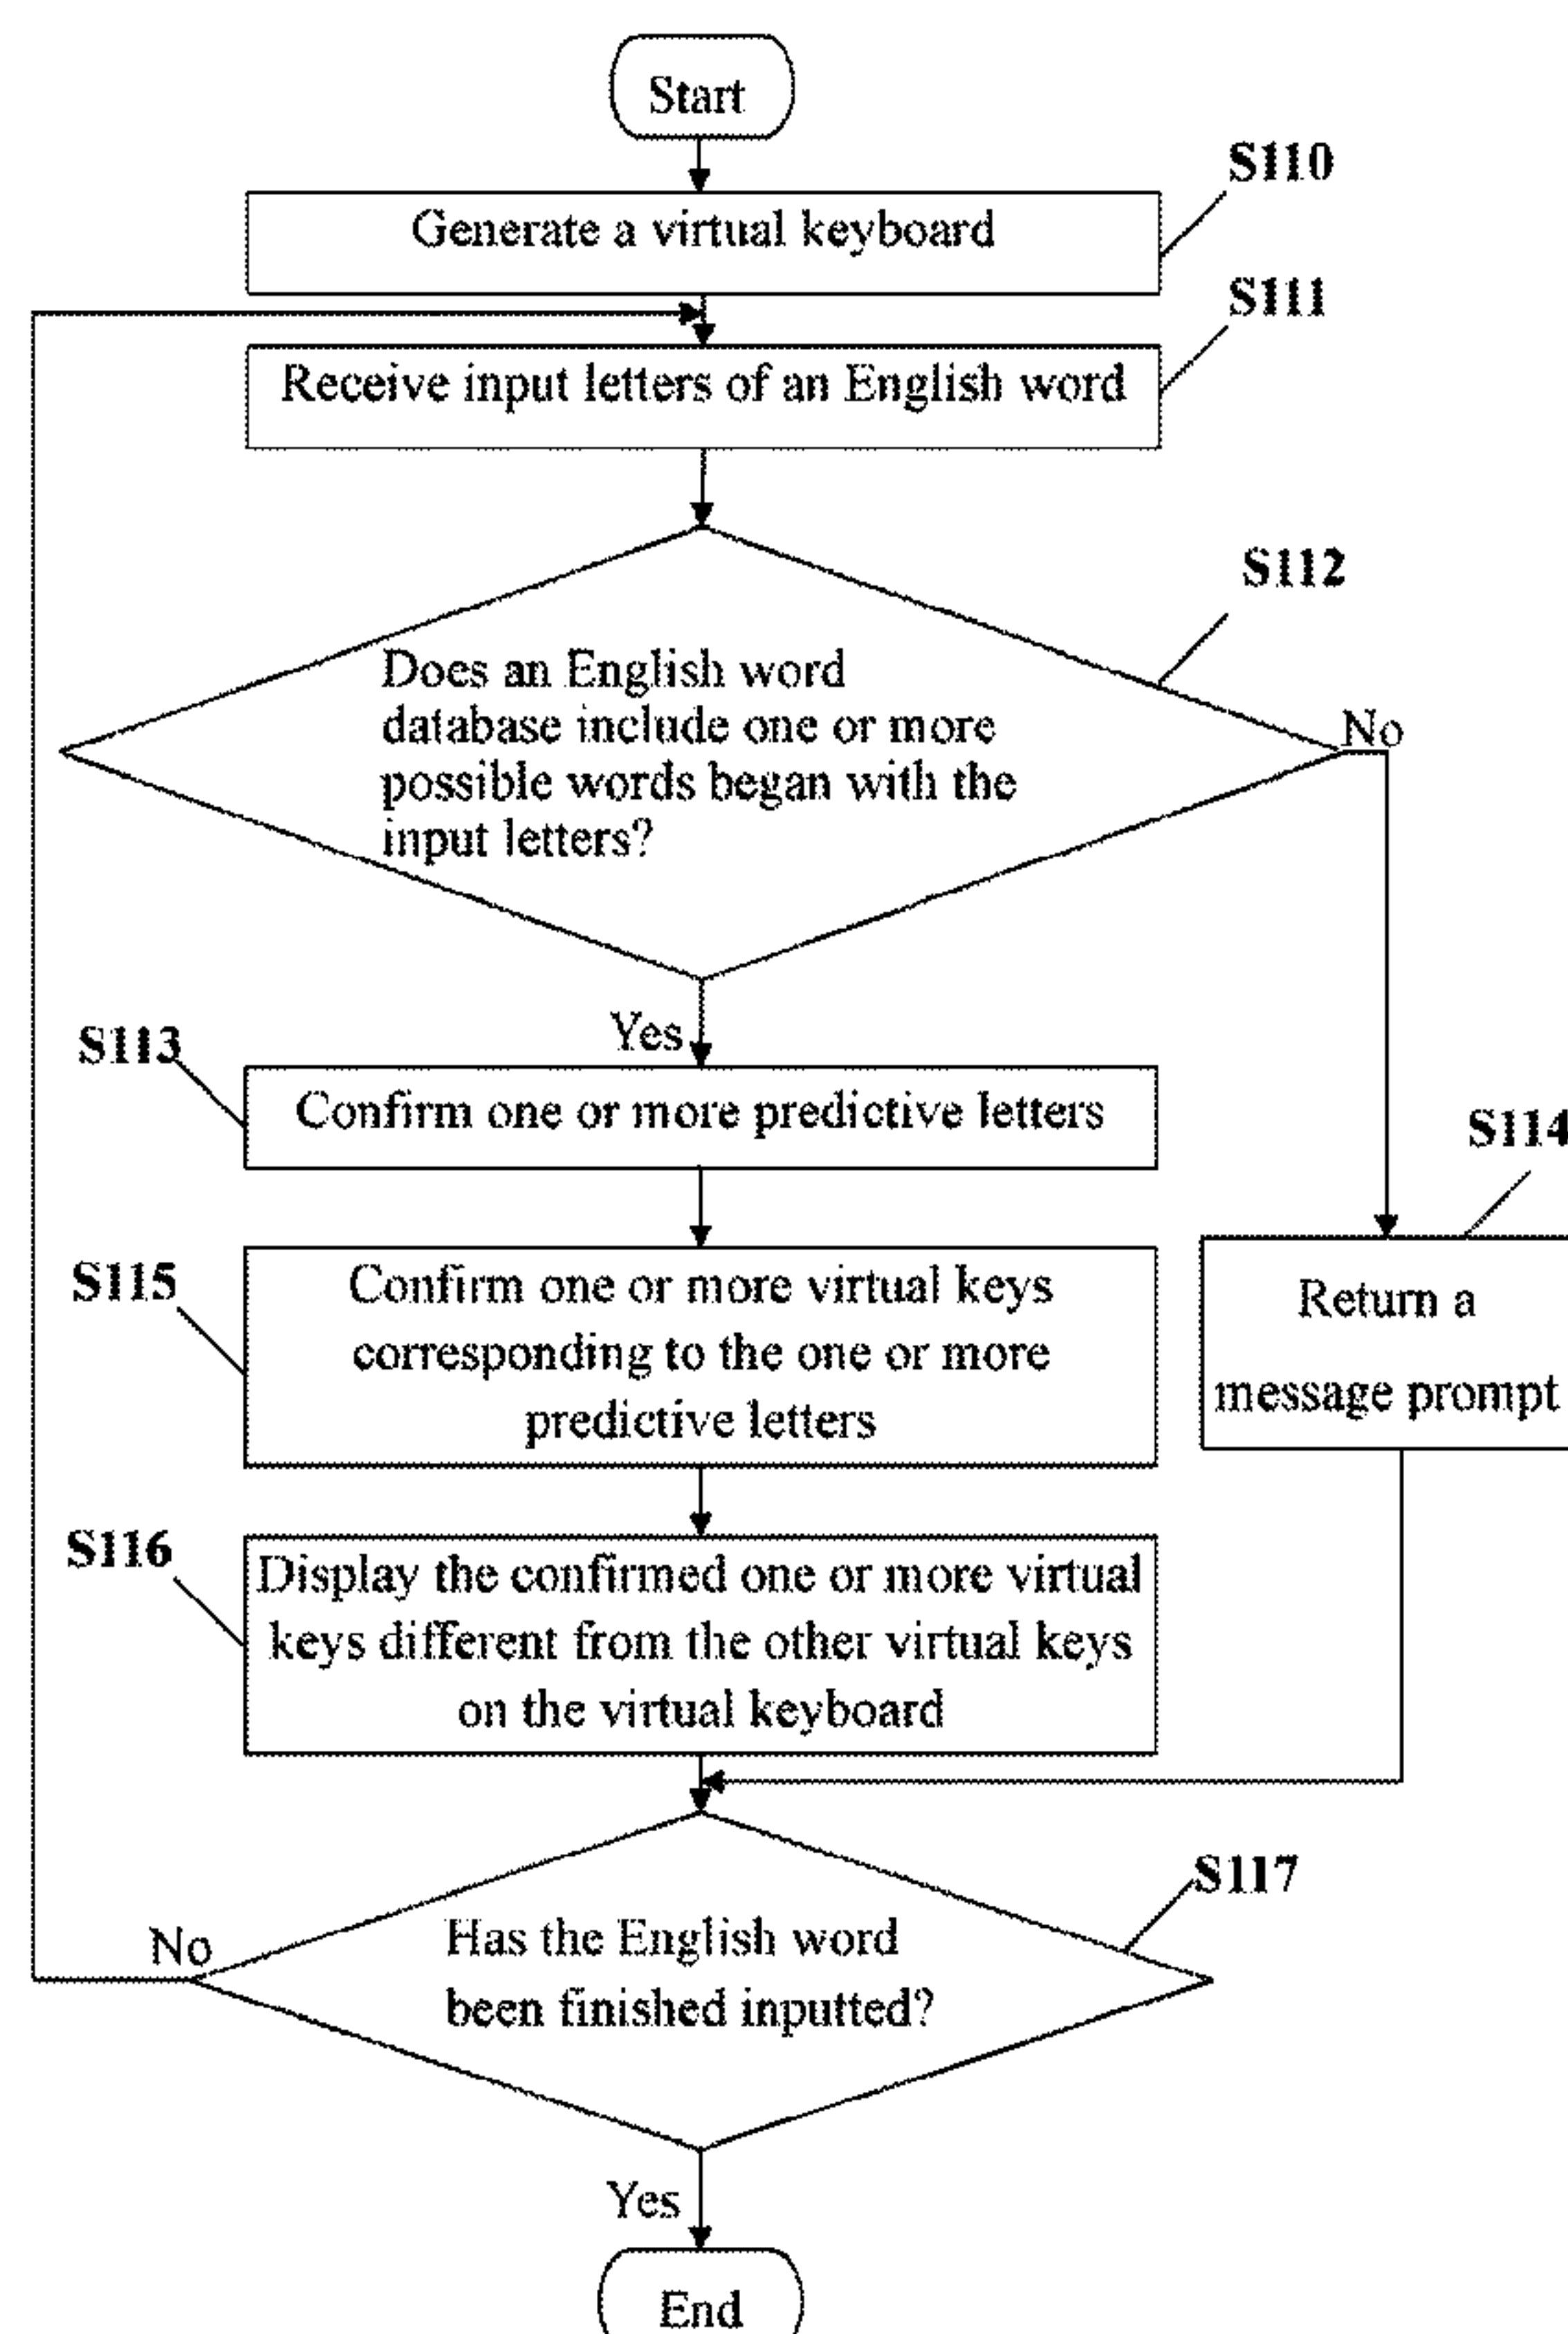 Start
S110
Generate a virtual keyboard
S111
Receive input letters of an English word
S112
Does an English word
database include one or more
possible words began with the
input letters?
No
Yes
S113
Confirm one or more predictive letters
S114
Return a
message prompt
S115
Confirm one or more virtual keys
corresponding to the one or more
predictive letters
S116
Display the confirmed one or more virtual
keys different from the other virtual keys
on the virtual keyboard
S117
Has the English word
been finished inputted?
No
Yes
End